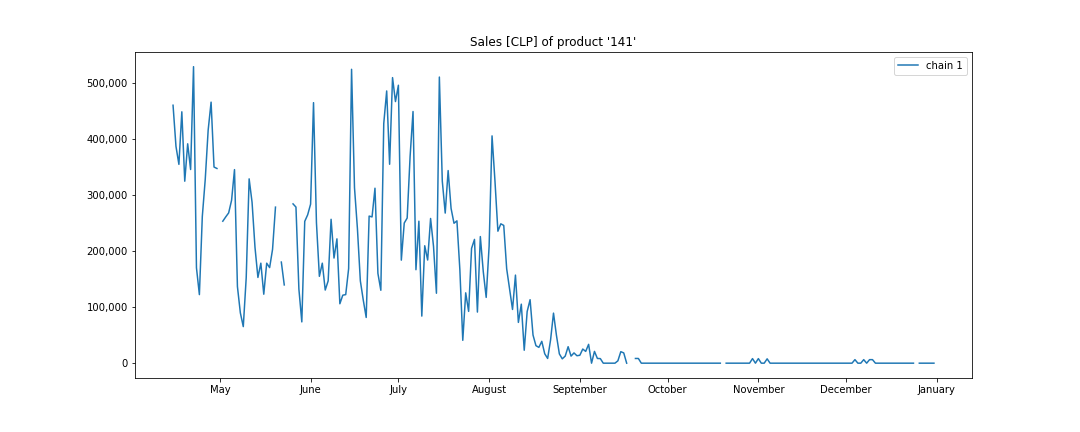 Sales [CLP] of product '141'
chain 1
500,000
400,000
300,000
200,000
100,000
0
May June July August September October November December January